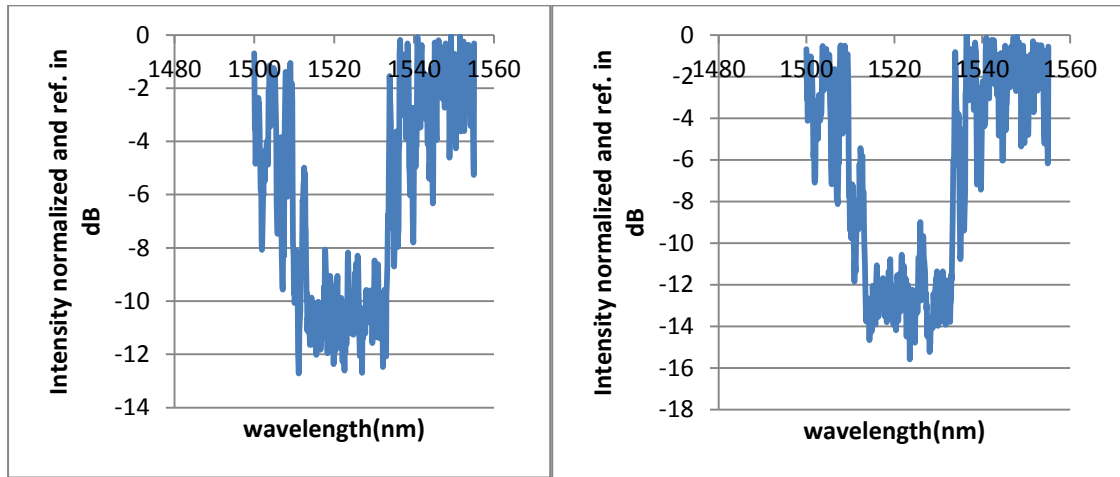 Intensity normalized and ref. in
dB
0
-2
-4
-6
-8
-10
-12
-14
1480 1500 1520 1540 1560
wavelength(nm)
Intensity normalized and ref. in
dB
0
-2
-4
-6
-8
-10
-12
-14
-16
-18
1480 1500 1520 1540 1560
wavelength(nm)